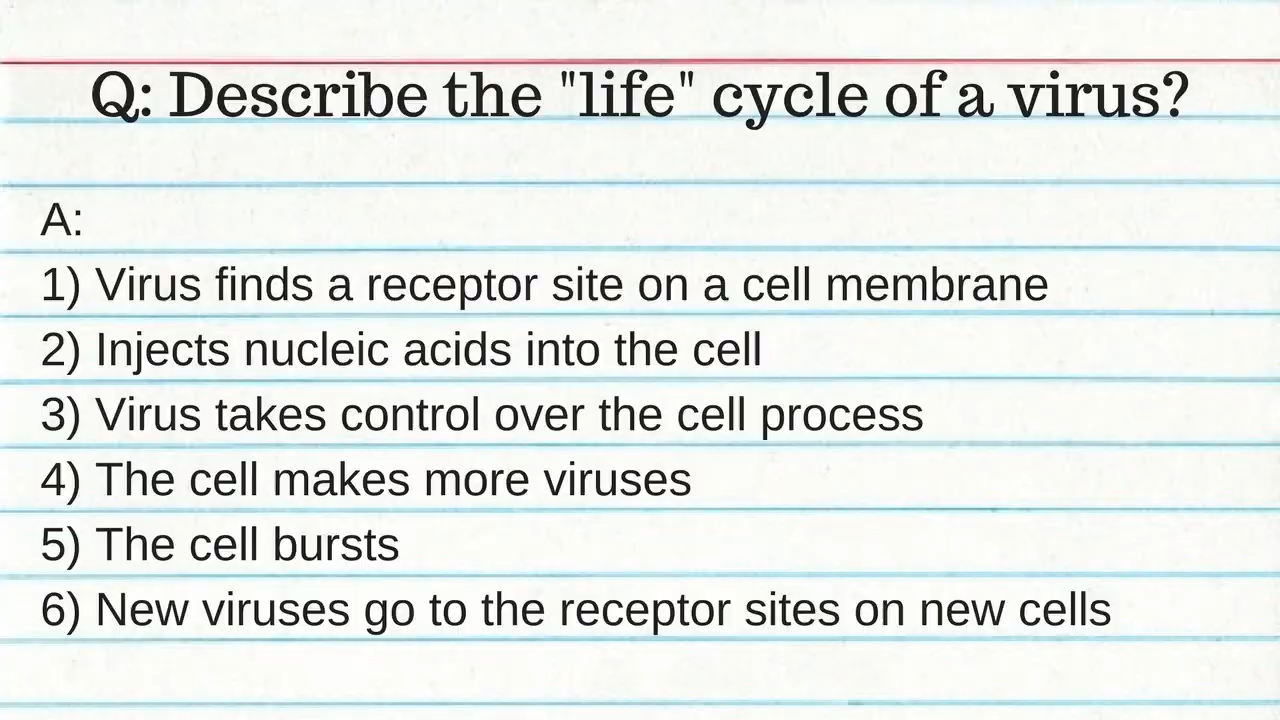 Q: Describe the "life" cycle of a virus?
A:
1) Virus finds a receptor site on a cell membrane
2) Injects nucleic acids into the cell
3) Virus takes control over the cell process
4) The cell makes more viruses
5) The cell bursts
6) New viruses go to the receptor sites on new cells